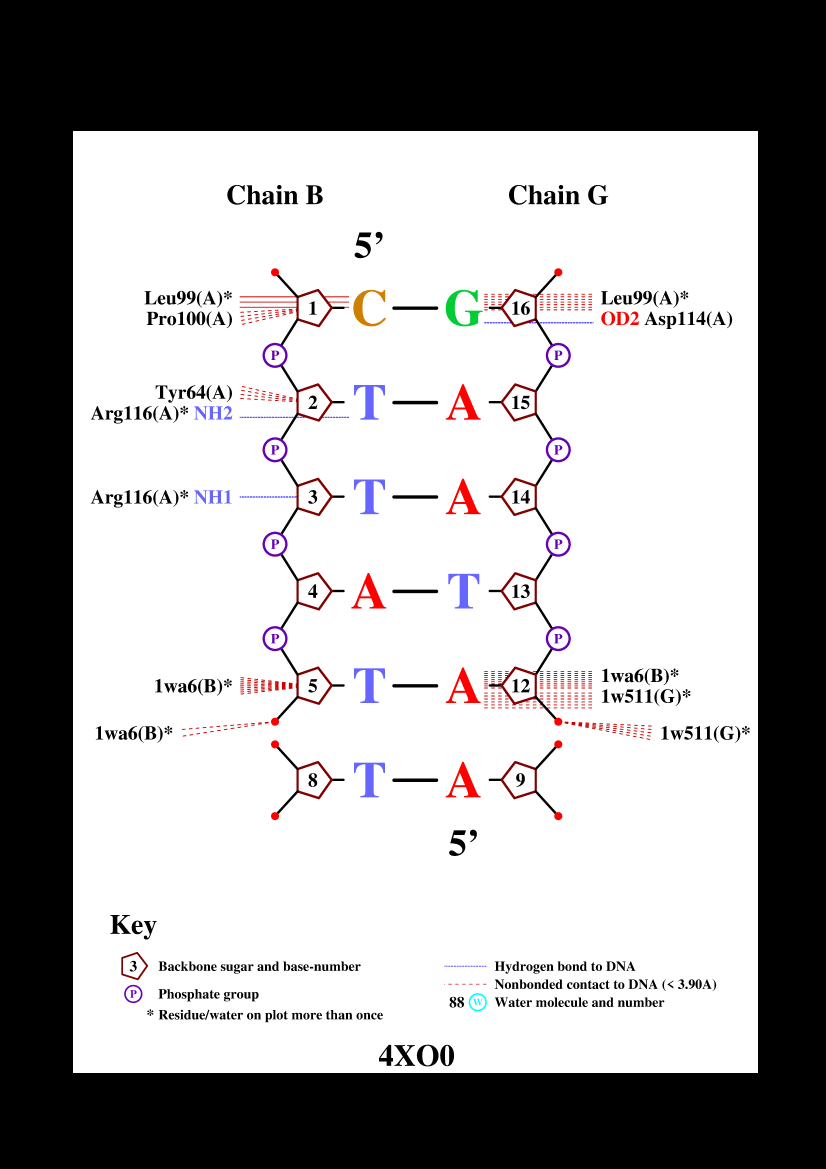 Chain B Chain G
5’
Leu99(A)* 1 C G 16 Leu99(A)*
Pro100(A) OD2 Asp114(A)
P P
Tyr64(A) 2 T A 15
Arg116(A)* NH2
P P
Arg116(A)* NH1 3 T A 14
P P
4 A T 13
P P
1wa6(B)* 5 T A 12 1wa6(B)*
1w511(G)*
1wa6(B)* 1w511(G)*
8 T A 9
5’
Key
3 Backbone sugar and base-number Hydrogen bond to DNA
Nonbonded contact to DNA (< 3.90A)
P Phosphate group 88 W Water molecule and number
* Residue/water on plot more than once
4XO0